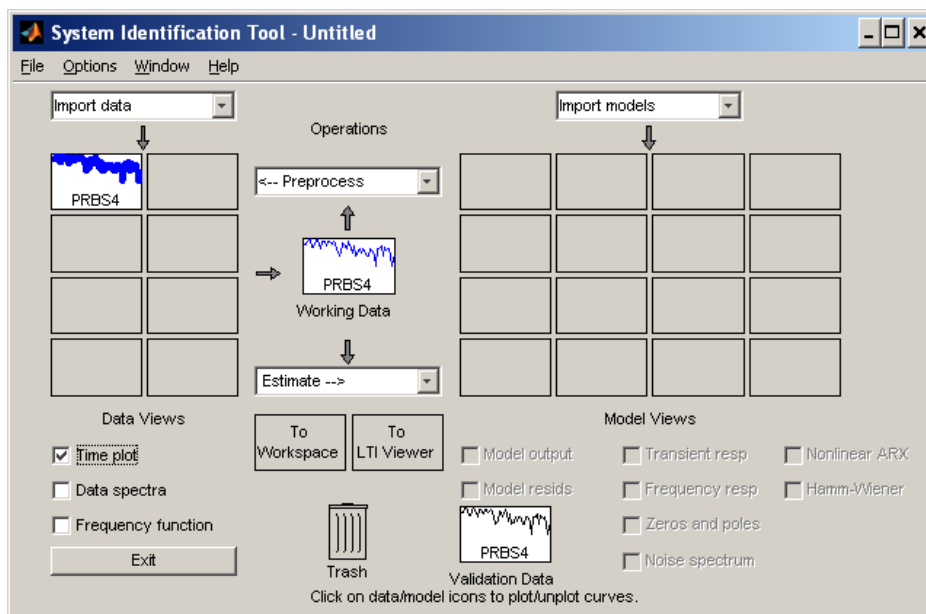 System Identification Tool - Untitled
File Options Window Help
Import data
Import models
Operations
PRBS4
<-- Preprocess
PRBS4
Working Data
Estimate -->
Data Views
To Workspace
To LTI Viewer
Model Views
Time plot
Model output
Transient resp
Nonlinear ARX
Data spectra
Model resids
Frequency resp
Hamm-Wiener
Frequency function
Zeros and poles
PRBS4
Exit
Trash
Validation Data
Noise spectrum
Click on data/model icons to plot/unplot curves.